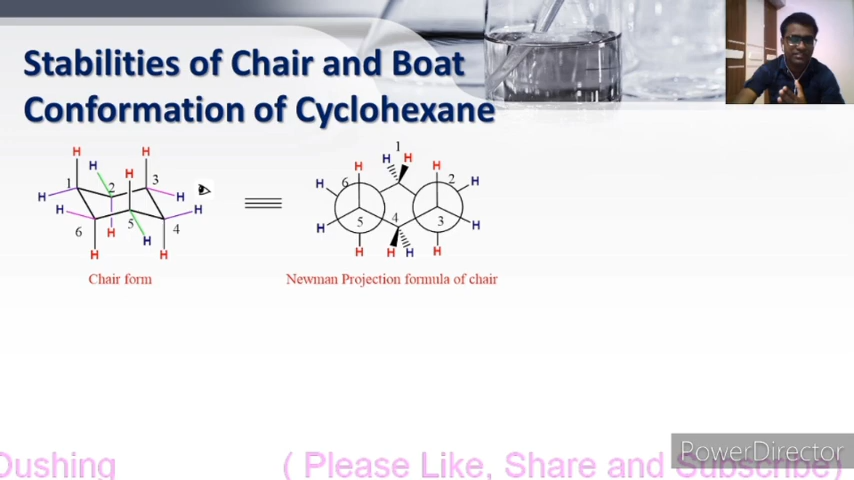 Stabilities of Chair and Boat
Conformation of Cyclohexane
H H
H H
1 2 3
H H
H H
6 H 5 4
H
H H
Chair form
1
H H
H H
H 6 2 H
5 4 3
H H
H H H H
Newman Projection formula of chair
PowerDirector
Dushing ( Please Like, Share and Subscribe)